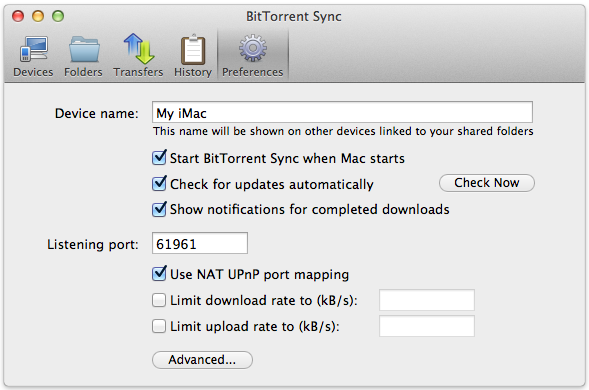 BitTorrent Sync
Devices Folders Transfers History Preferences
Device name: My iMac
This name will be shown on other devices linked to your shared folders
Start BitTorrent Sync when Mac starts
Check for updates automatically Check Now
Show notifications for completed downloads
Listening port: 61961
Use NAT UPnP port mapping
Limit download rate to (kB/s):
Limit upload rate to (kB/s):
Advanced...